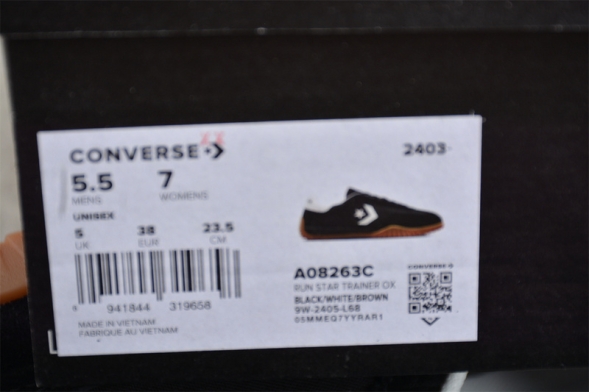 CONVERSE
2403
5.5 7
MENS WOMENS
UNISEX
5 38 23.5
UK EUR CM
941844 319658
MADE IN VIETNAM
FABRIQUE AU VIETNAM
A08263C
RUN STAR TRAINER OX
BLACK/WHITE/BROWN
9W-2405-L68
CONVERSE